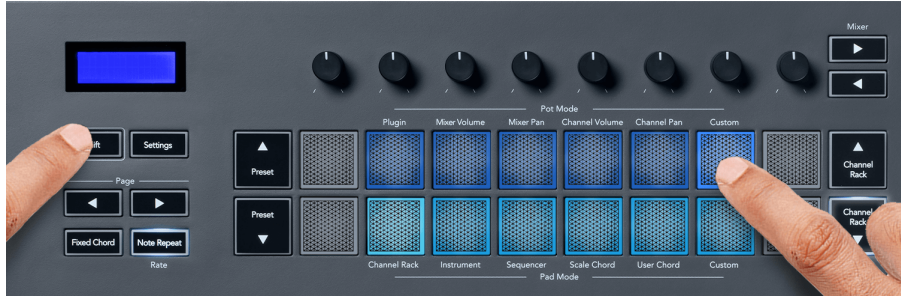 Mixer
Pot Mode
Plugin Mixer Volume Mixer Pan Channel Volume Channel Pan Custom
Settings
Preset
Channel
Rack
Page
Preset
Channel
Rack
Fixed Chord Note Repeat
Rate
Channel Rack Instrument Sequencer Scale Chord User Chord Custom
Pad Mode